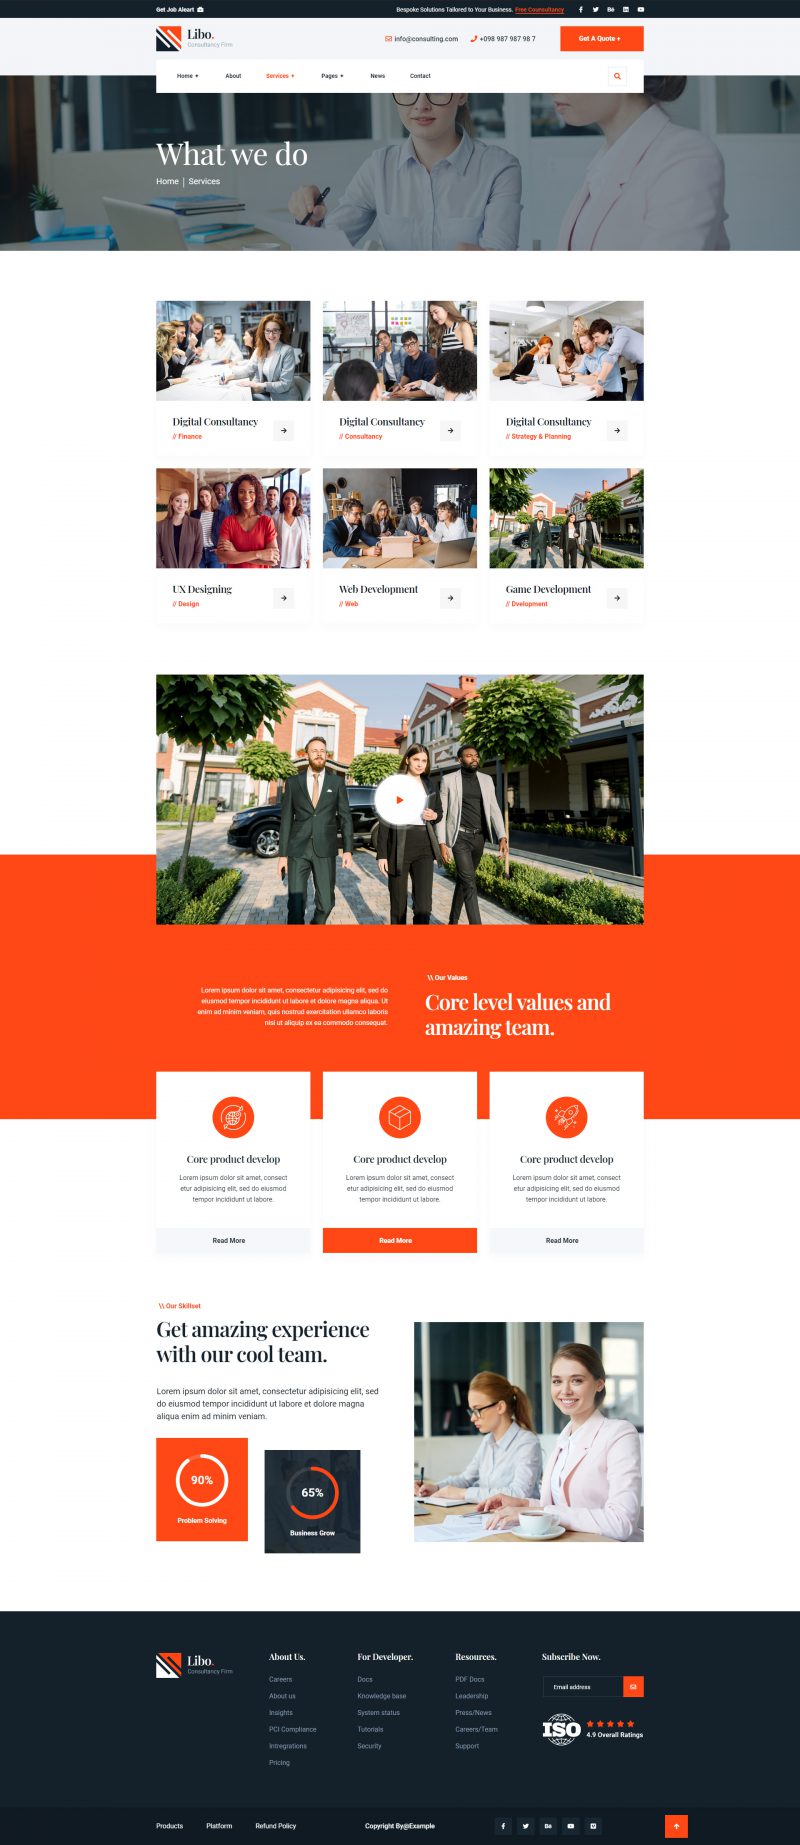 Get Job Aleart
Bespoke Solutions Tailored to Your Business. Free Counsultancy
Libo.
Consultancy Firm
info@consulting.com
+098 987 987 98 7
Get A Quote +
Home + About Services + Pages + News Contact
What we do
Home | Services
Digital Consultancy
// Finance
Digital Consultancy
// Consultancy
Digital Consultancy
// Strategy & Planning
UX Designing
// Design
Web Development
// Web
Game Development
// Dvelopment
Lorem ipsum dolor sit amet, consectetur adipisicing elit, sed do
eiusmod tempor incididunt ut labore et dolore magna aliqua. Ut
enim ad minim veniam, quis nostrud exercitation ullamco laboris
nisi ut aliquip ex ea commodo consequat.
\\ Our Values
Core level values and
amazing team.
Core product develop
Lorem ipsum dolor sit amet, consect
etur adipisicing elit, sed do eiusmod
tempor incididunt ut labore.
Read More
Core product develop
Lorem ipsum dolor sit amet, consect
etur adipisicing elit, sed do eiusmod
tempor incididunt ut labore.
Read More
Core product develop
Lorem ipsum dolor sit amet, consect
etur adipisicing elit, sed do eiusmod
tempor incididunt ut labore.
Read More
\\ Our Skillset
Get amazing experience
with our cool team.
Lorem ipsum dolor sit amet, consectetur adipisicing elit, sed
do eiusmod tempor incididunt ut labore et dolore magna
aliqua enim ad minim veniam.
90%
Problem Solving
65%
Business Grow
Libo.
Consultancy Firm
About Us.
Careers
About us
Insights
PCI Compliance
Intregrations
Pricing
For Developer.
Docs
Knowledge base
System status
Tutorials
Security
Resources.
PDF Docs
Leadership
Press/News
Careers/Team
Support
Subscribe Now.
Email address
ISO
4.9 Overall Ratings
Products Platform Refund Policy
Copyright By@Example